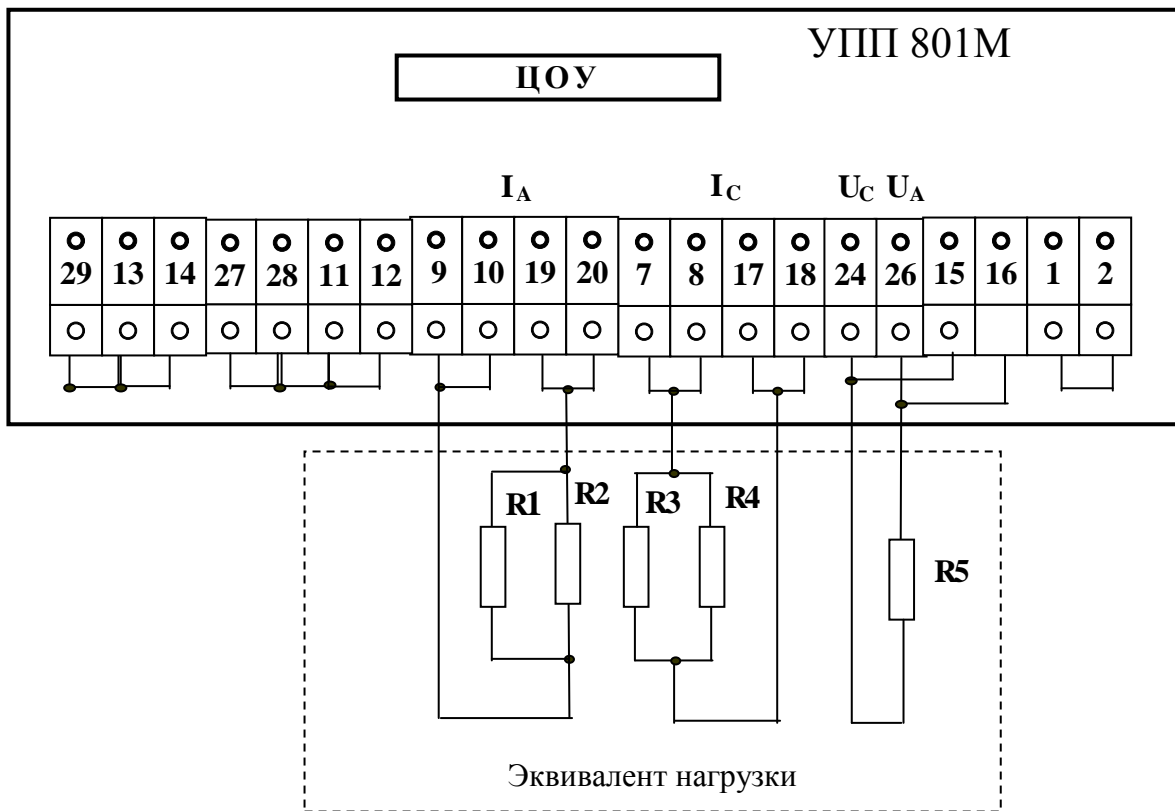 УПП 801М
ЦОУ
IA IC UC UA
29 13 14 27 28 11 12 9 10 19 20 7 8 17 18 24 26 15 16 1 2
R1 R2 R3 R4 R5
Эквивалент нагрузки